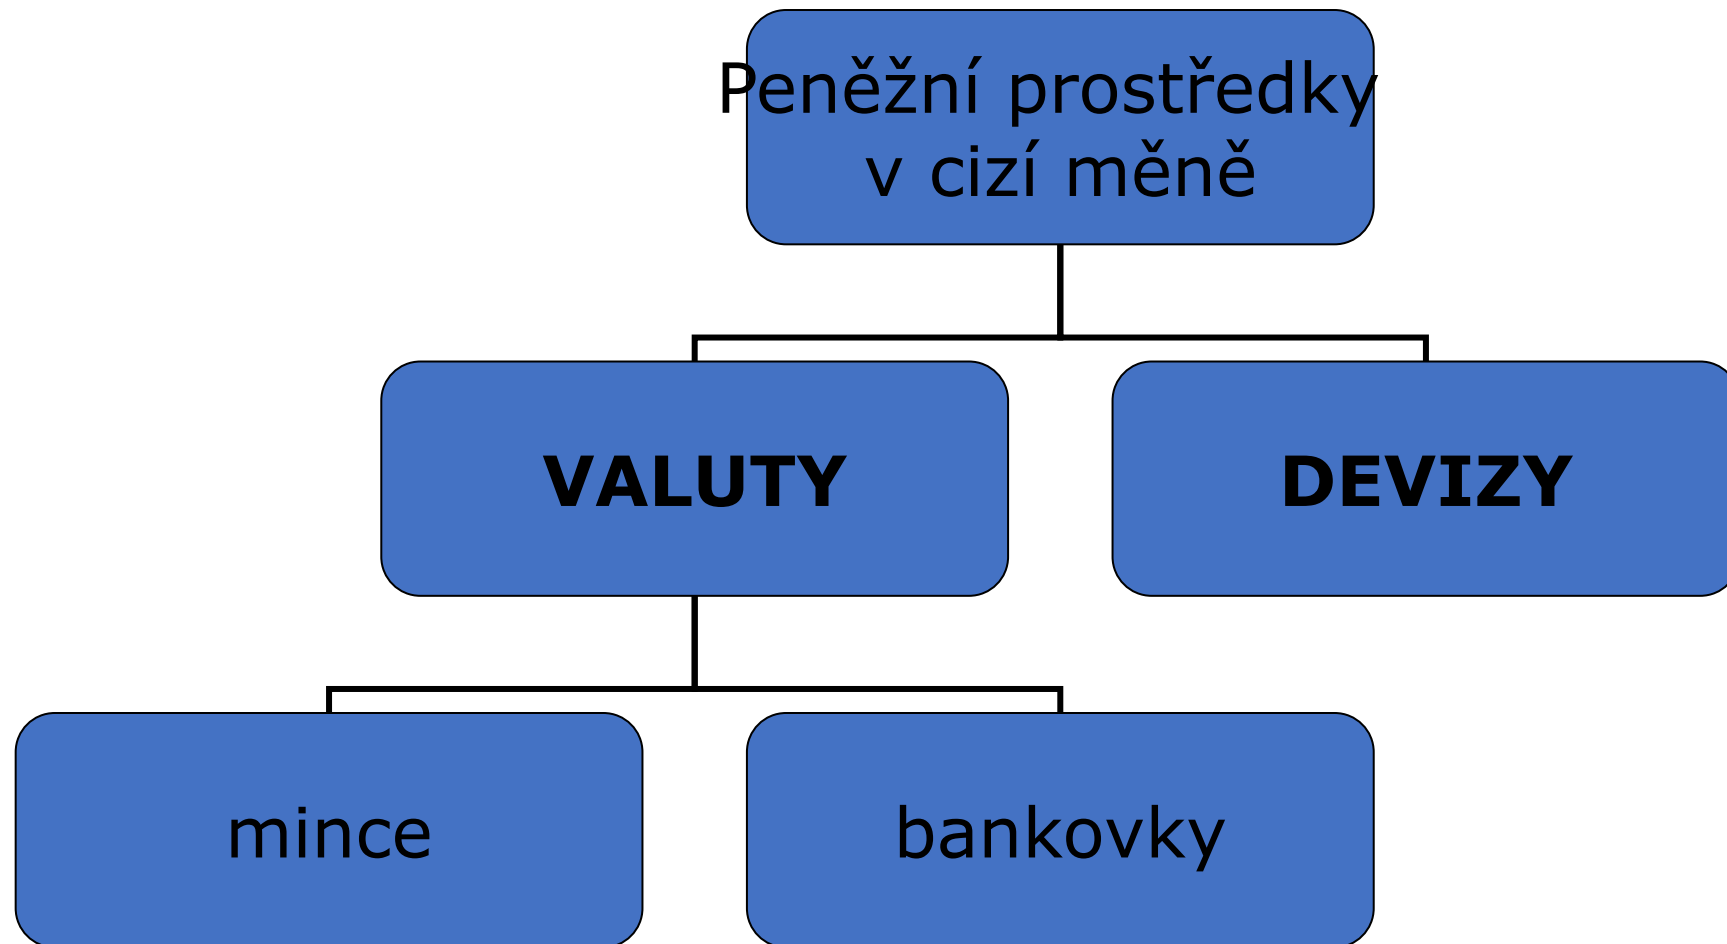 Peněžní prostředky
v cizí měně
VALUTY
DEVIZY
mince
bankovky